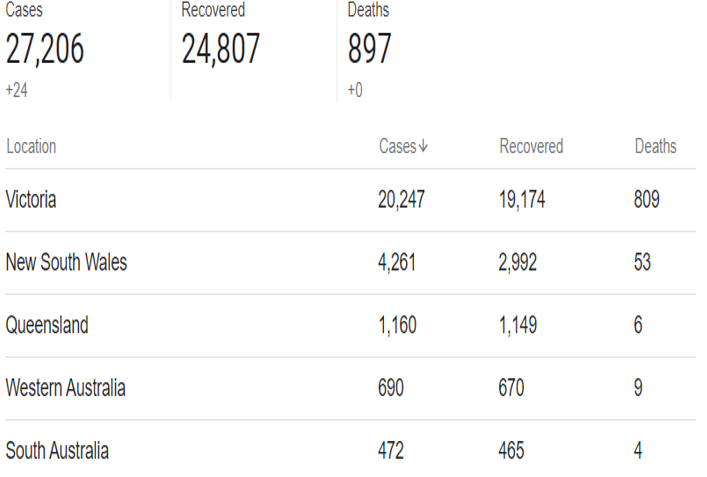 Cases Recovered Deaths
27,206 24,807 897
+24 +0
Location Cases↓ Recovered Deaths
Victoria 20,247 19,174 809
New South Wales 4,261 2,992 53
Queensland 1,160 1,149 6
Western Australia 690 670 9
South Australia 472 465 4